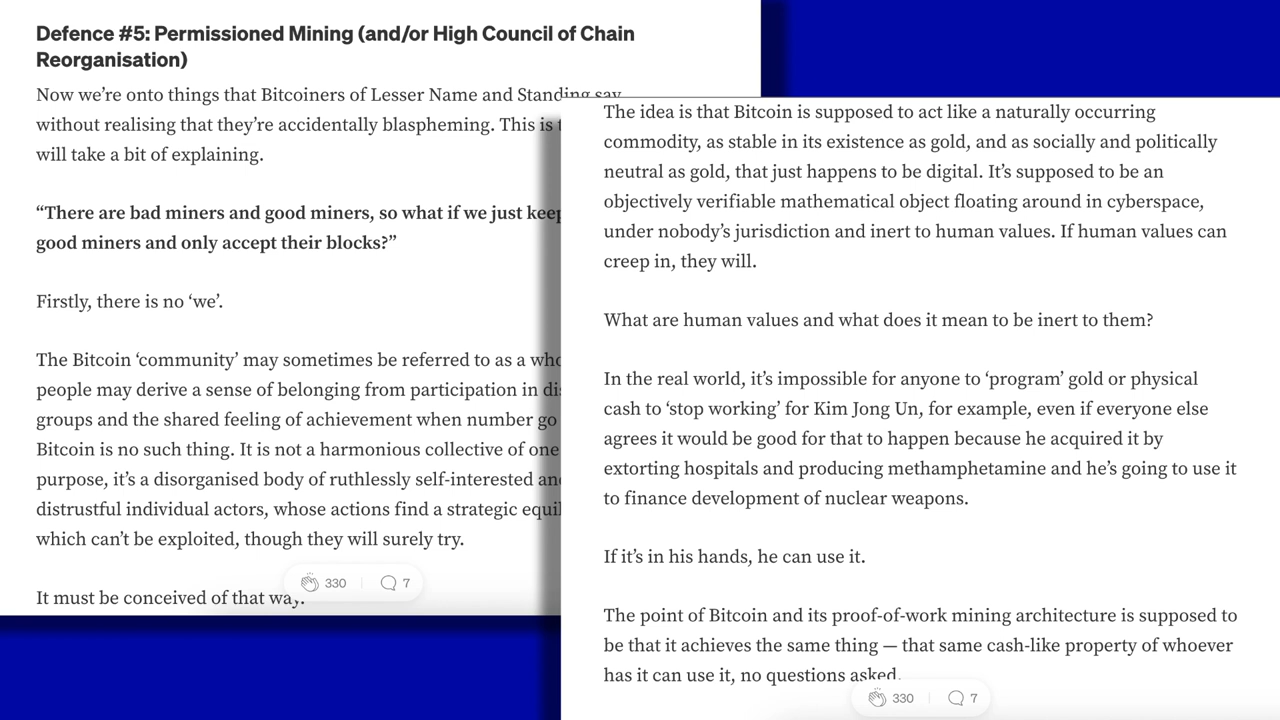 Defence #5: Permissioned Mining (and/or High Council of Chain
Reorganisation)
Now we’re onto things that Bitcoiners of Lesser Name and Standing say
without realising that they’re accidentally blaspheming. This is
will take a bit of explaining.
“There are bad miners and good miners, so what if we just keep
good miners and only accept their blocks?”
Firstly, there is no ‘we’.
The Bitcoin ‘community’ may sometimes be referred to as a
people may derive a sense of belonging from participation in
groups and the shared feeling of achievement when number go
Bitcoin is no such thing. It is not a harmonious collective of one
purpose, it’s a disorganised body of ruthlessly self-interested
distrustful individual actors, whose actions find a strategic
which can’t be exploited, though they will surely try.
It must be conceived of that way.
330 7
The idea is that Bitcoin is supposed to act like a naturally occurring
commodity, as stable in its existence as gold, and as socially and politically
neutral as gold, that just happens to be digital. It’s supposed to be an
objectively verifiable mathematical object floating around in cyberspace,
under nobody’s jurisdiction and inert to human values. If human values can
creep in, they will.
What are human values and what does it mean to be inert to them?
In the real world, it’s impossible for anyone to ‘program’ gold or physical
cash to ‘stop working’ for Kim Jong Un, for example, even if everyone else
agrees it would be good for that to happen because he acquired it by
extorting hospitals and producing methamphetamine and he’s going to use it
to finance development of nuclear weapons.
If it’s in his hands, he can use it.
The point of Bitcoin and its proof-of-work mining architecture is supposed to
be that it achieves the same thing — that same cash-like property of whoever
has it can use it, no questions asked.
330 7